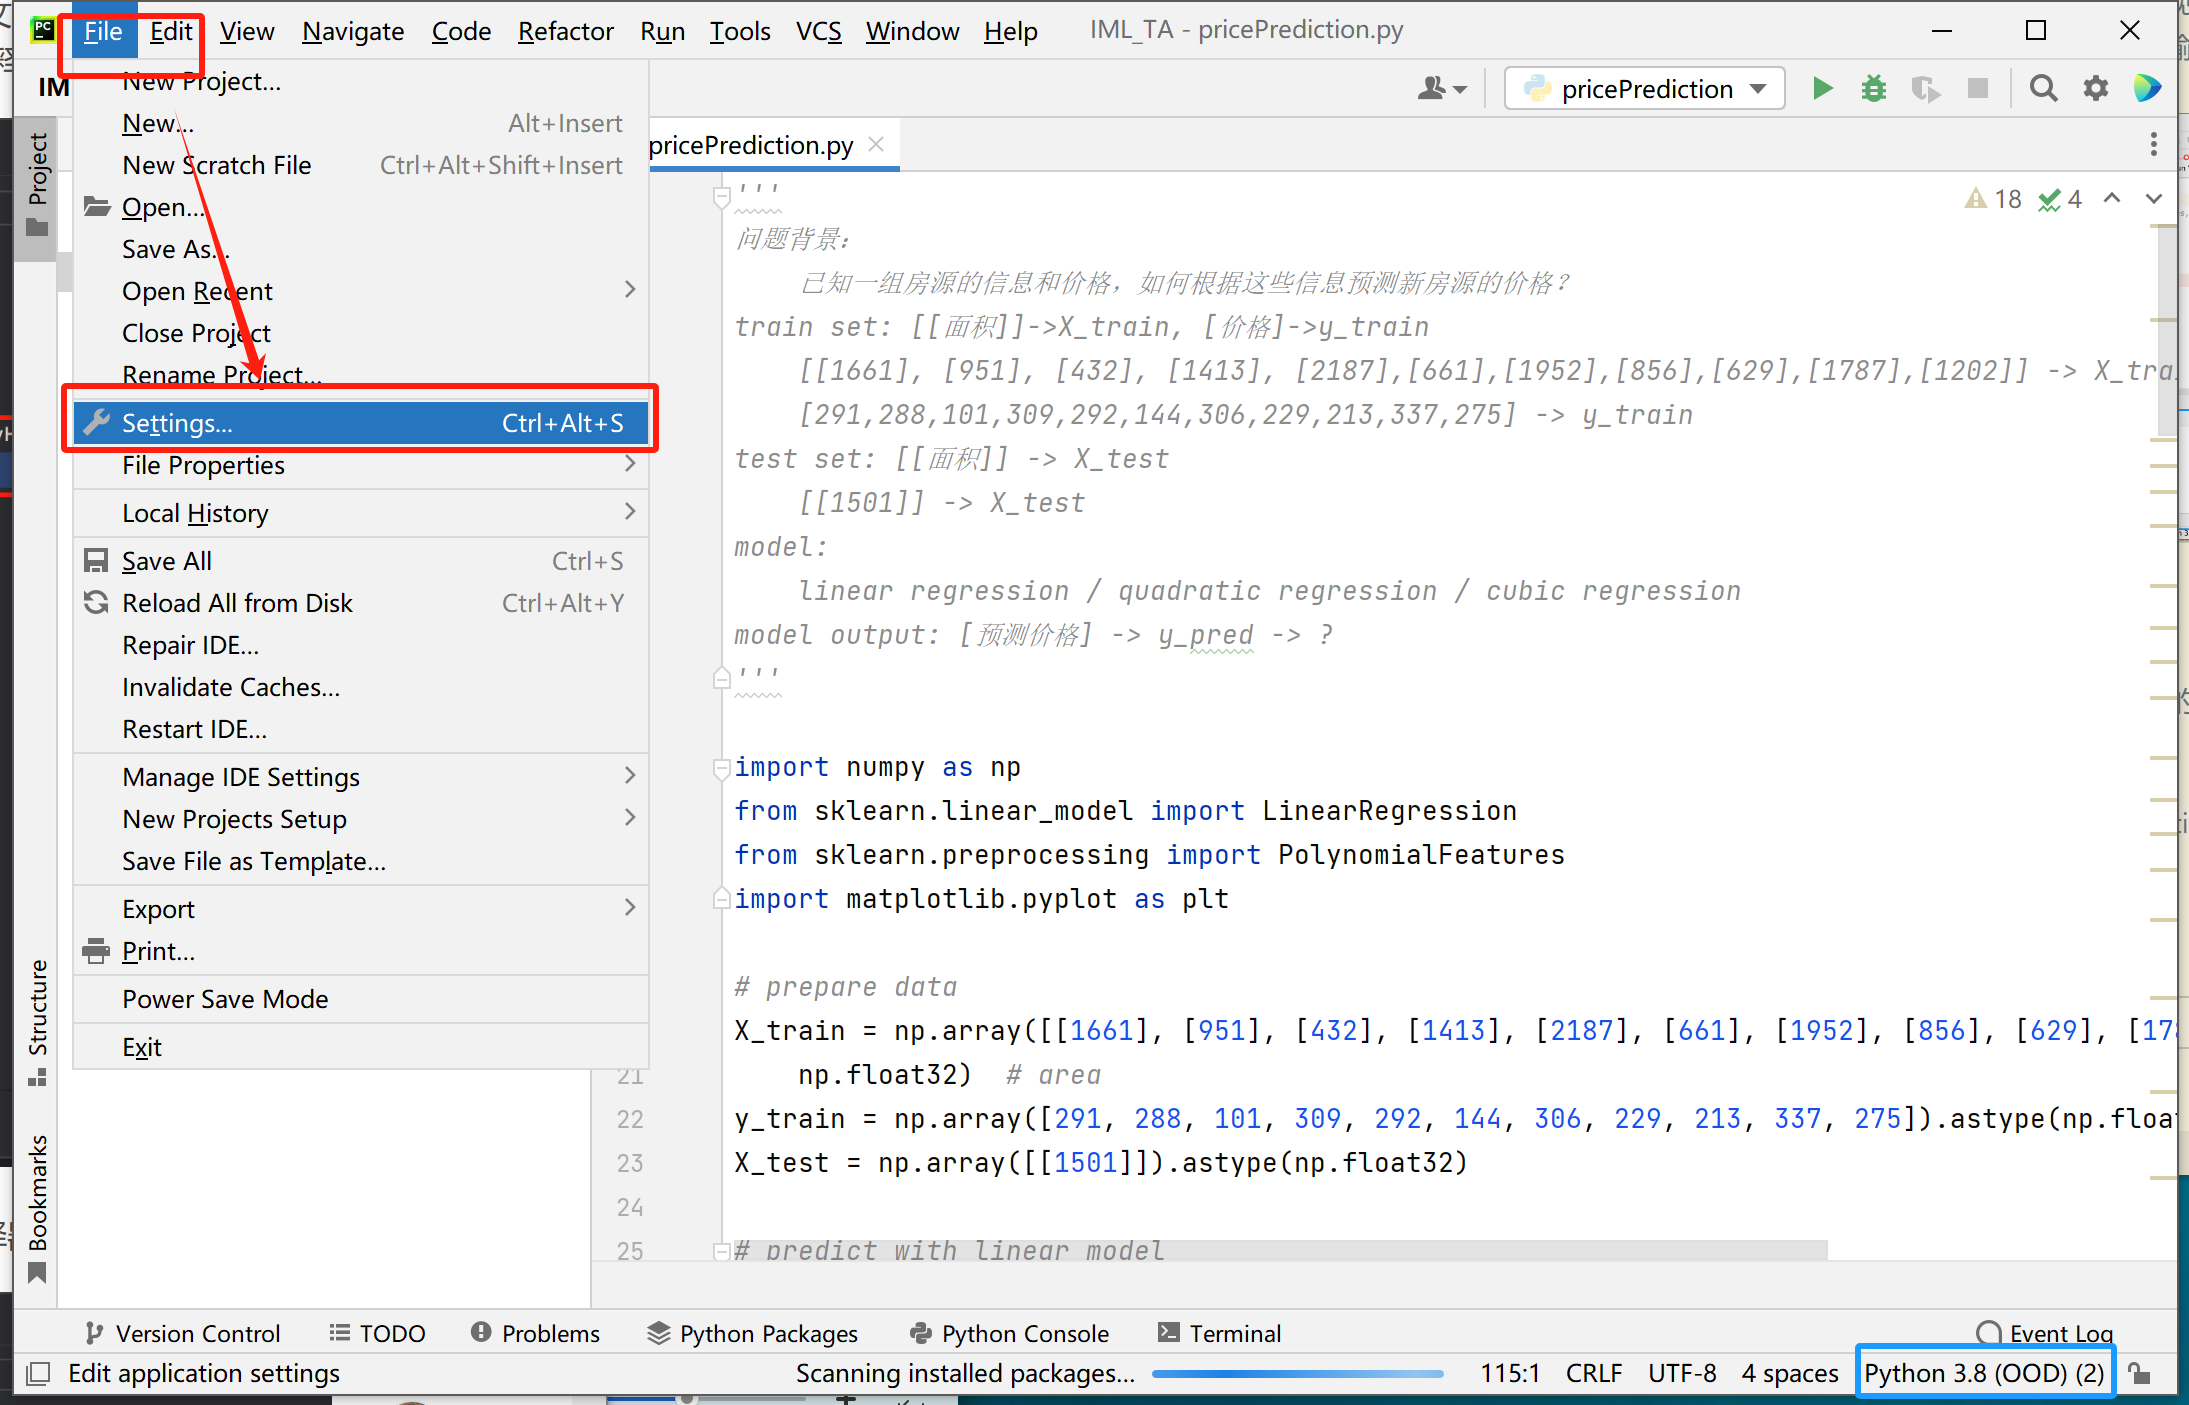 File Edit View Navigate Code Refactor Run Tools VCS Window Help IML_TA - pricePrediction.py
IM
pricePrediction
New Project...
New... Alt+Insert
New Scratch File Ctrl+Alt+Shift+Insert
Open...
Save As...
Open Recent
Close Project
Rename Project...
Settings... Ctrl+Alt+S
File Properties
Local History
Save All Ctrl+S
Reload All from Disk Ctrl+Alt+Y
Repair IDE...
Invalidate Caches...
Restart IDE...
Manage IDE Settings
New Projects Setup
Save File as Template...
Export
Print...
Power Save Mode
Exit
Project
Structure
Bookmarks
pricePrediction.py
18 4
'''
问题背景：
已知一组房源的信息和价格，如何根据这些信息预测新房源的价格？
train set: [[面积]]->X_train, [价格]->y_train
[[1661], [951], [432], [1413], [2187],[661],[1952],[856],[629],[1787],[1202]] -> X_tra
[291,288,101,309,292,144,306,229,213,337,275] -> y_train
test set: [[面积]] -> X_test
[[1501]] -> X_test
model:
linear regression / quadratic regression / cubic regression
model output: [预测价格] -> y_pred -> ?
'''
import numpy as np
from sklearn.linear_model import LinearRegression
from sklearn.preprocessing import PolynomialFeatures
import matplotlib.pyplot as plt
# prepare data
X_train = np.array([[1661], [951], [432], [1413], [2187], [661], [1952], [856], [629], [178
21 np.float32) # area
22 y_train = np.array([291, 288, 101, 309, 292, 144, 306, 229, 213, 337, 275]).astype(np.float
23 X_test = np.array([[1501]]).astype(np.float32)
24
25 # predict with linear model
Version Control TODO Problems Python Packages Python Console Terminal Event Log
Edit application settings Scanning installed packages... 115:1 CRLF UTF-8 4 spaces Python 3.8 (OOD) (2)